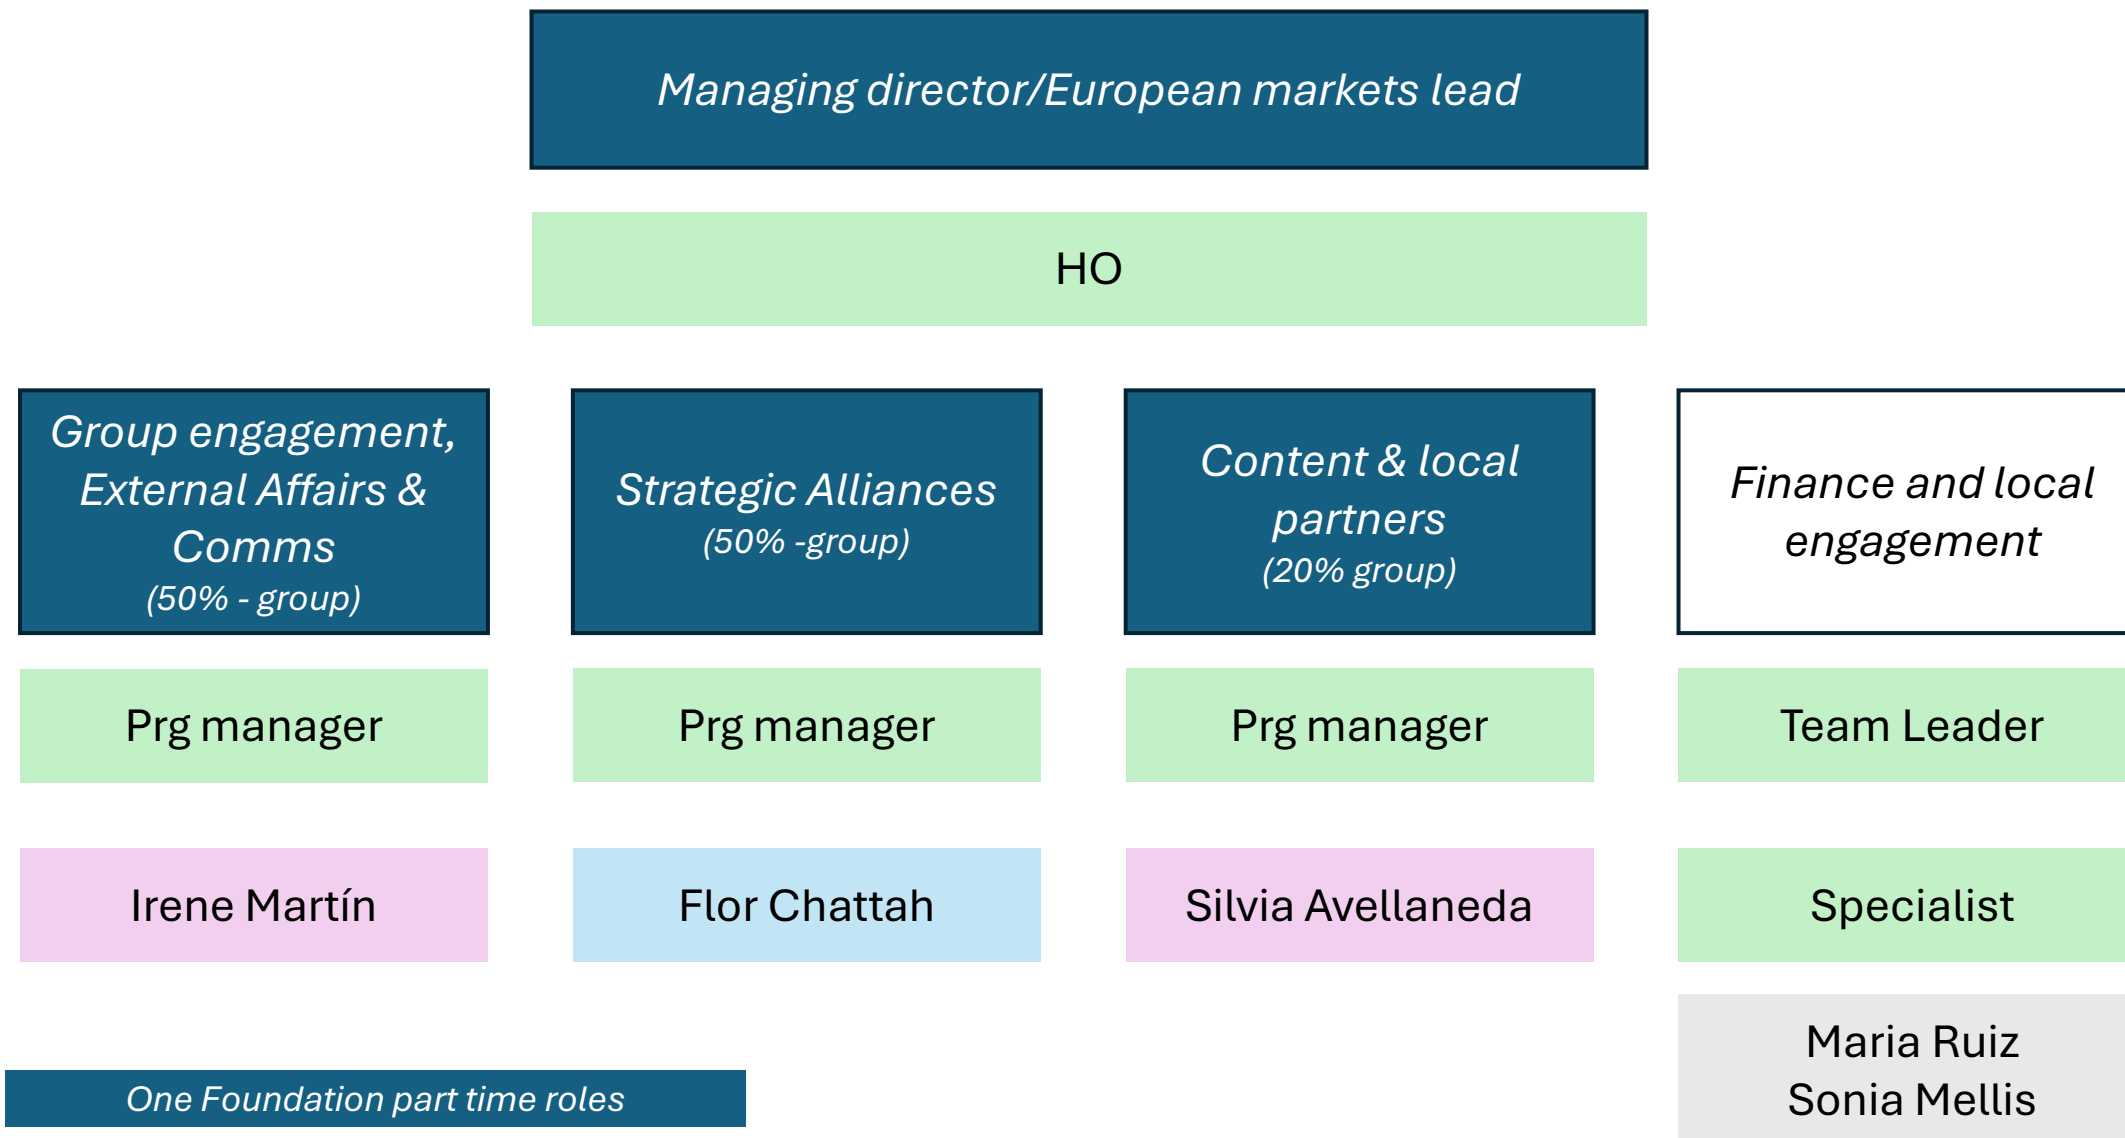 Managing director/European markets lead
HO
Group engagement,
External Affairs &
Comms
(50% - group)
Strategic Alliances
(50% -group)
Content & local
partners
(20% group)
Finance and local
engagement
Prg manager
Prg manager
Prg manager
Team Leader
Irene Martín
Flor Chattah
Silvia Avellaneda
Specialist
Maria Ruiz
Sonia Mellis
One Foundation part time roles